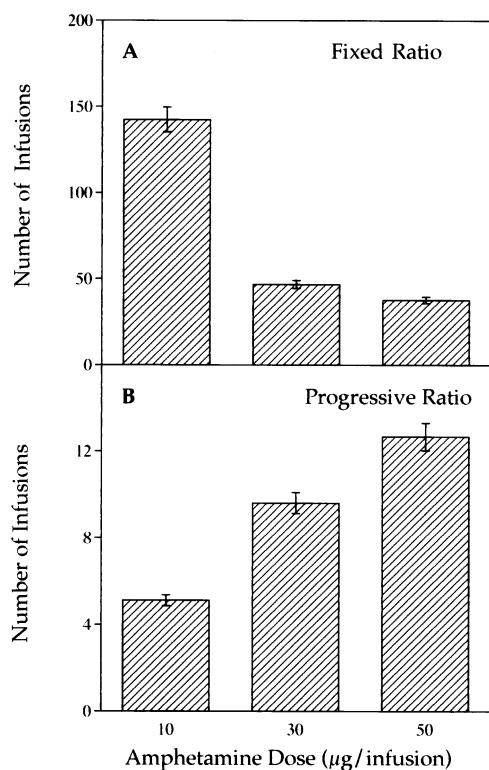 200
A Fixed Ratio
150
100
50
0
Number of Infusions
B Progressive Ratio
12
8
4
0
Number of Infusions
10 30 50
Amphetamine Dose (μg/infusion)